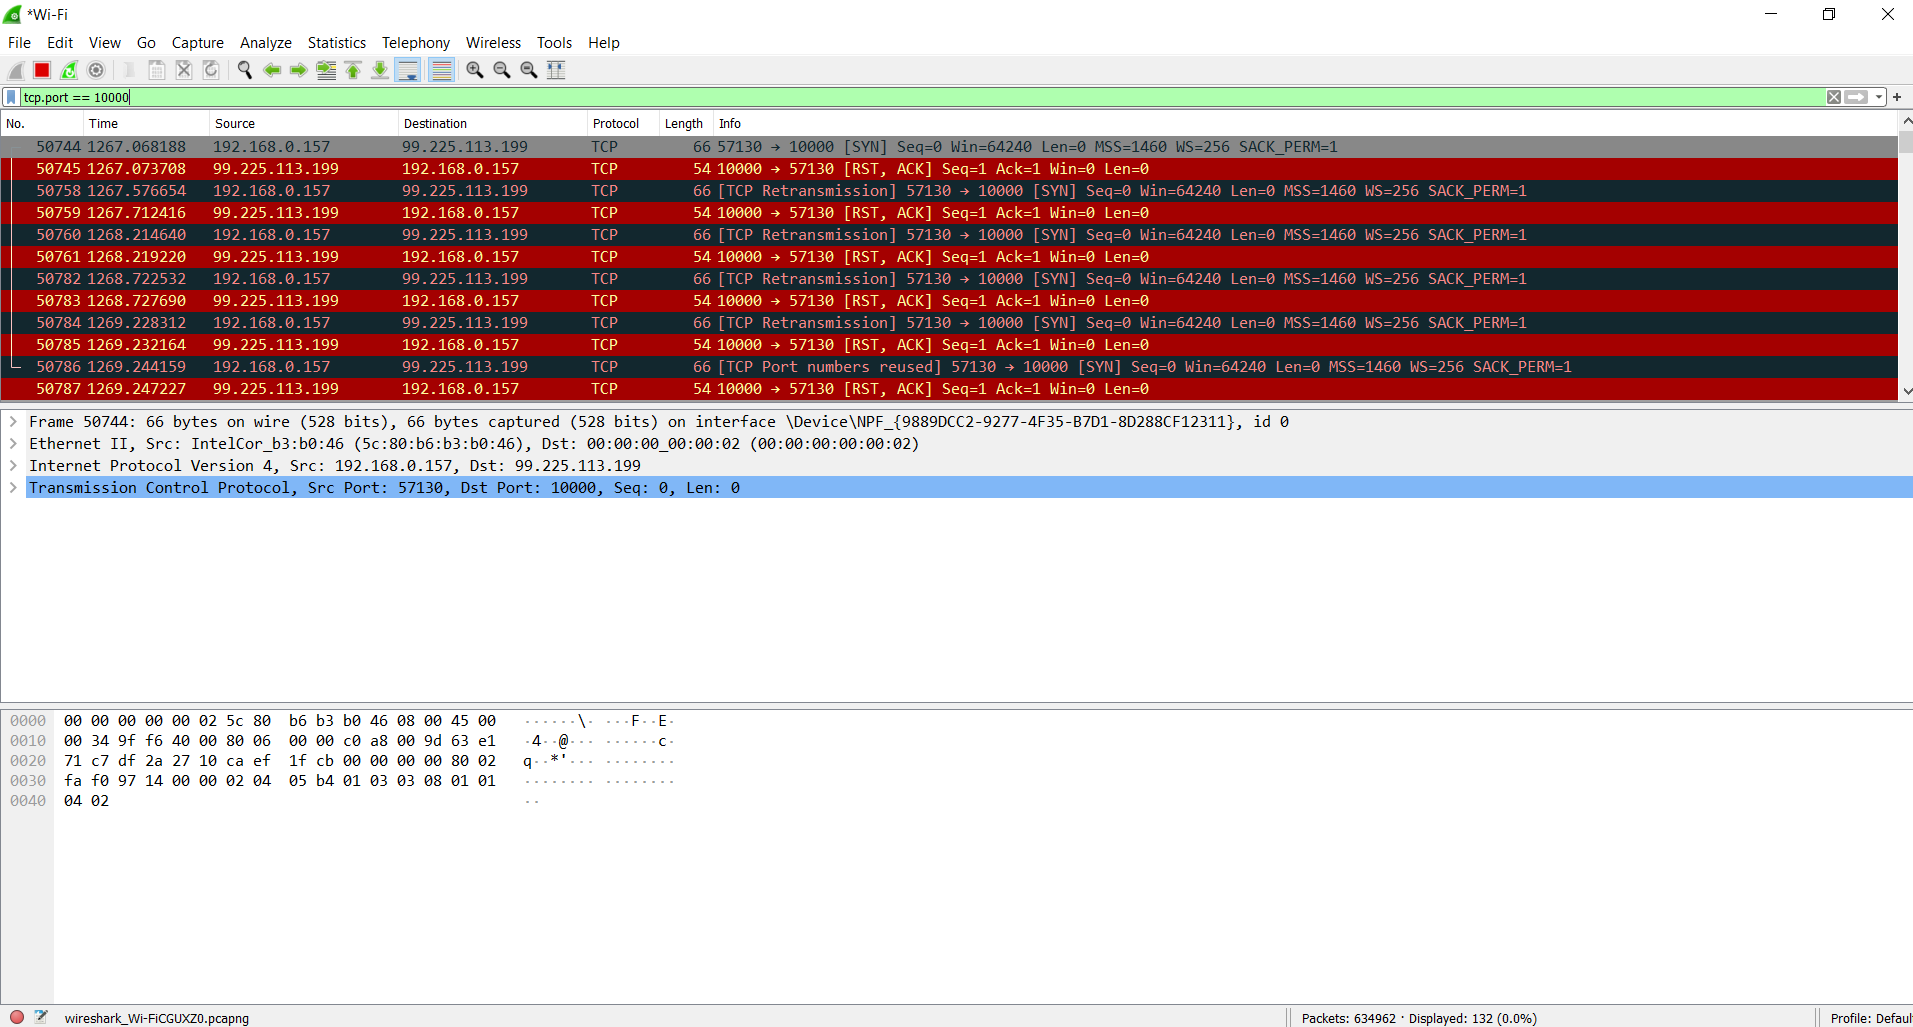 *Wi-Fi
File Edit View Go Capture Analyze Statistics Telephony Wireless Tools Help
tcp.port == 10000
No. Time Source Destination Protocol Length Info
50744 1267.068188 192.168.0.157 99.225.113.199 TCP 66 57130 → 10000 [SYN] Seq=0 Win=64240 Len=0 MSS=1460 WS=256 SACK_PERM=1
50745 1267.073708 99.225.113.199 192.168.0.157 TCP 54 10000 → 57130 [RST, ACK] Seq=1 Ack=1 Win=0 Len=0
50758 1267.576654 192.168.0.157 99.225.113.199 TCP 66 [TCP Retransmission] 57130 → 10000 [SYN] Seq=0 Win=64240 Len=0 MSS=1460 WS=256 SACK_PERM=1
50759 1267.712416 99.225.113.199 192.168.0.157 TCP 54 10000 → 57130 [RST, ACK] Seq=1 Ack=1 Win=0 Len=0
50760 1268.214640 192.168.0.157 99.225.113.199 TCP 66 [TCP Retransmission] 57130 → 10000 [SYN] Seq=0 Win=64240 Len=0 MSS=1460 WS=256 SACK_PERM=1
50761 1268.219220 99.225.113.199 192.168.0.157 TCP 54 10000 → 57130 [RST, ACK] Seq=1 Ack=1 Win=0 Len=0
50782 1268.722532 192.168.0.157 99.225.113.199 TCP 66 [TCP Retransmission] 57130 → 10000 [SYN] Seq=0 Win=64240 Len=0 MSS=1460 WS=256 SACK_PERM=1
50783 1268.727690 99.225.113.199 192.168.0.157 TCP 54 10000 → 57130 [RST, ACK] Seq=1 Ack=1 Win=0 Len=0
50784 1269.228312 192.168.0.157 99.225.113.199 TCP 66 [TCP Retransmission] 57130 → 10000 [SYN] Seq=0 Win=64240 Len=0 MSS=1460 WS=256 SACK_PERM=1
50785 1269.232164 99.225.113.199 192.168.0.157 TCP 54 10000 → 57130 [RST, ACK] Seq=1 Ack=1 Win=0 Len=0
50786 1269.244159 192.168.0.157 99.225.113.199 TCP 66 [TCP Port numbers reused] 57130 → 10000 [SYN] Seq=0 Win=64240 Len=0 MSS=1460 WS=256 SACK_PERM=1
50787 1269.247227 99.225.113.199 192.168.0.157 TCP 54 10000 → 57130 [RST, ACK] Seq=1 Ack=1 Win=0 Len=0
Frame 50744: 66 bytes on wire (528 bits), 66 bytes captured (528 bits) on interface \Device\NPF_{9889DCC2-9277-4F35-B7D1-8D288CF12311}, id 0
Ethernet II, Src: IntelCor_b3:b0:46 (5c:80:b6:b3:b0:46), Dst: 00:00:00_00:00:02 (00:00:00:00:00:02)
Internet Protocol Version 4, Src: 192.168.0.157, Dst: 99.225.113.199
Transmission Control Protocol, Src Port: 57130, Dst Port: 10000, Seq: 0, Len: 0
0000 00 00 00 00 00 02 5c 80 b6 b3 b0 46 08 00 45 00 ······\· ···F··E·
0010 00 34 9f f6 40 00 80 06 00 00 c0 a8 00 9d 63 e1 ·4··@··· ······c·
0020 71 c7 df 2a 27 10 ca ef 1f cb 00 00 00 00 80 02 q··*'··· ········
0030 fa f0 97 14 00 00 02 04 05 b4 01 03 03 08 01 01 ········ ········
0040 04 02 ··
wireshark_Wi-FiCGUXZ0.pcapng Packets: 634962 · Displayed: 132 (0.0%) Profile: Defaul